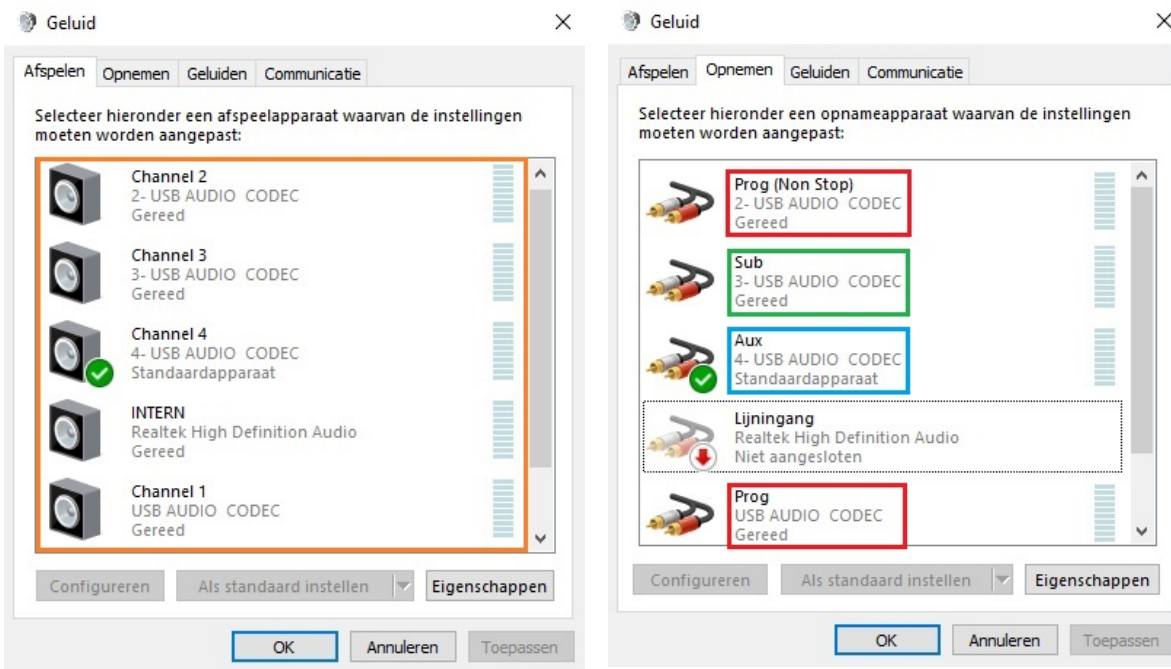 Geluid
Afspelen Opnemen Geluiden Communicatie
Selecteer hieronder een afspeelapparaat waarvan de instellingen
moeten worden aangepast:
Channel 2
2- USB AUDIO CODEC
Gereed
Channel 3
3- USB AUDIO CODEC
Gereed
Channel 4
4- USB AUDIO CODEC
Standaardapparaat
INTERN
Realtek High Definition Audio
Gereed
Channel 1
USB AUDIO CODEC
Gereed
Configureren Als standaard instellen Eigenschappen
OK Annuleren Toepassen
Geluid
Afspelen Opnemen Geluiden Communicatie
Selecteer hieronder een opnameapparaat waarvan de instellingen
moeten worden aangepast:
Prog (Non Stop)
2- USB AUDIO CODEC
Gereed
Sub
3- USB AUDIO CODEC
Gereed
Aux
4- USB AUDIO CODEC
Standaardapparaat
Lijningang
Realtek High Definition Audio
Niet aangesloten
Prog
USB AUDIO CODEC
Gereed
Configureren Als standaard instellen Eigenschappen
OK Annuleren Toepassen